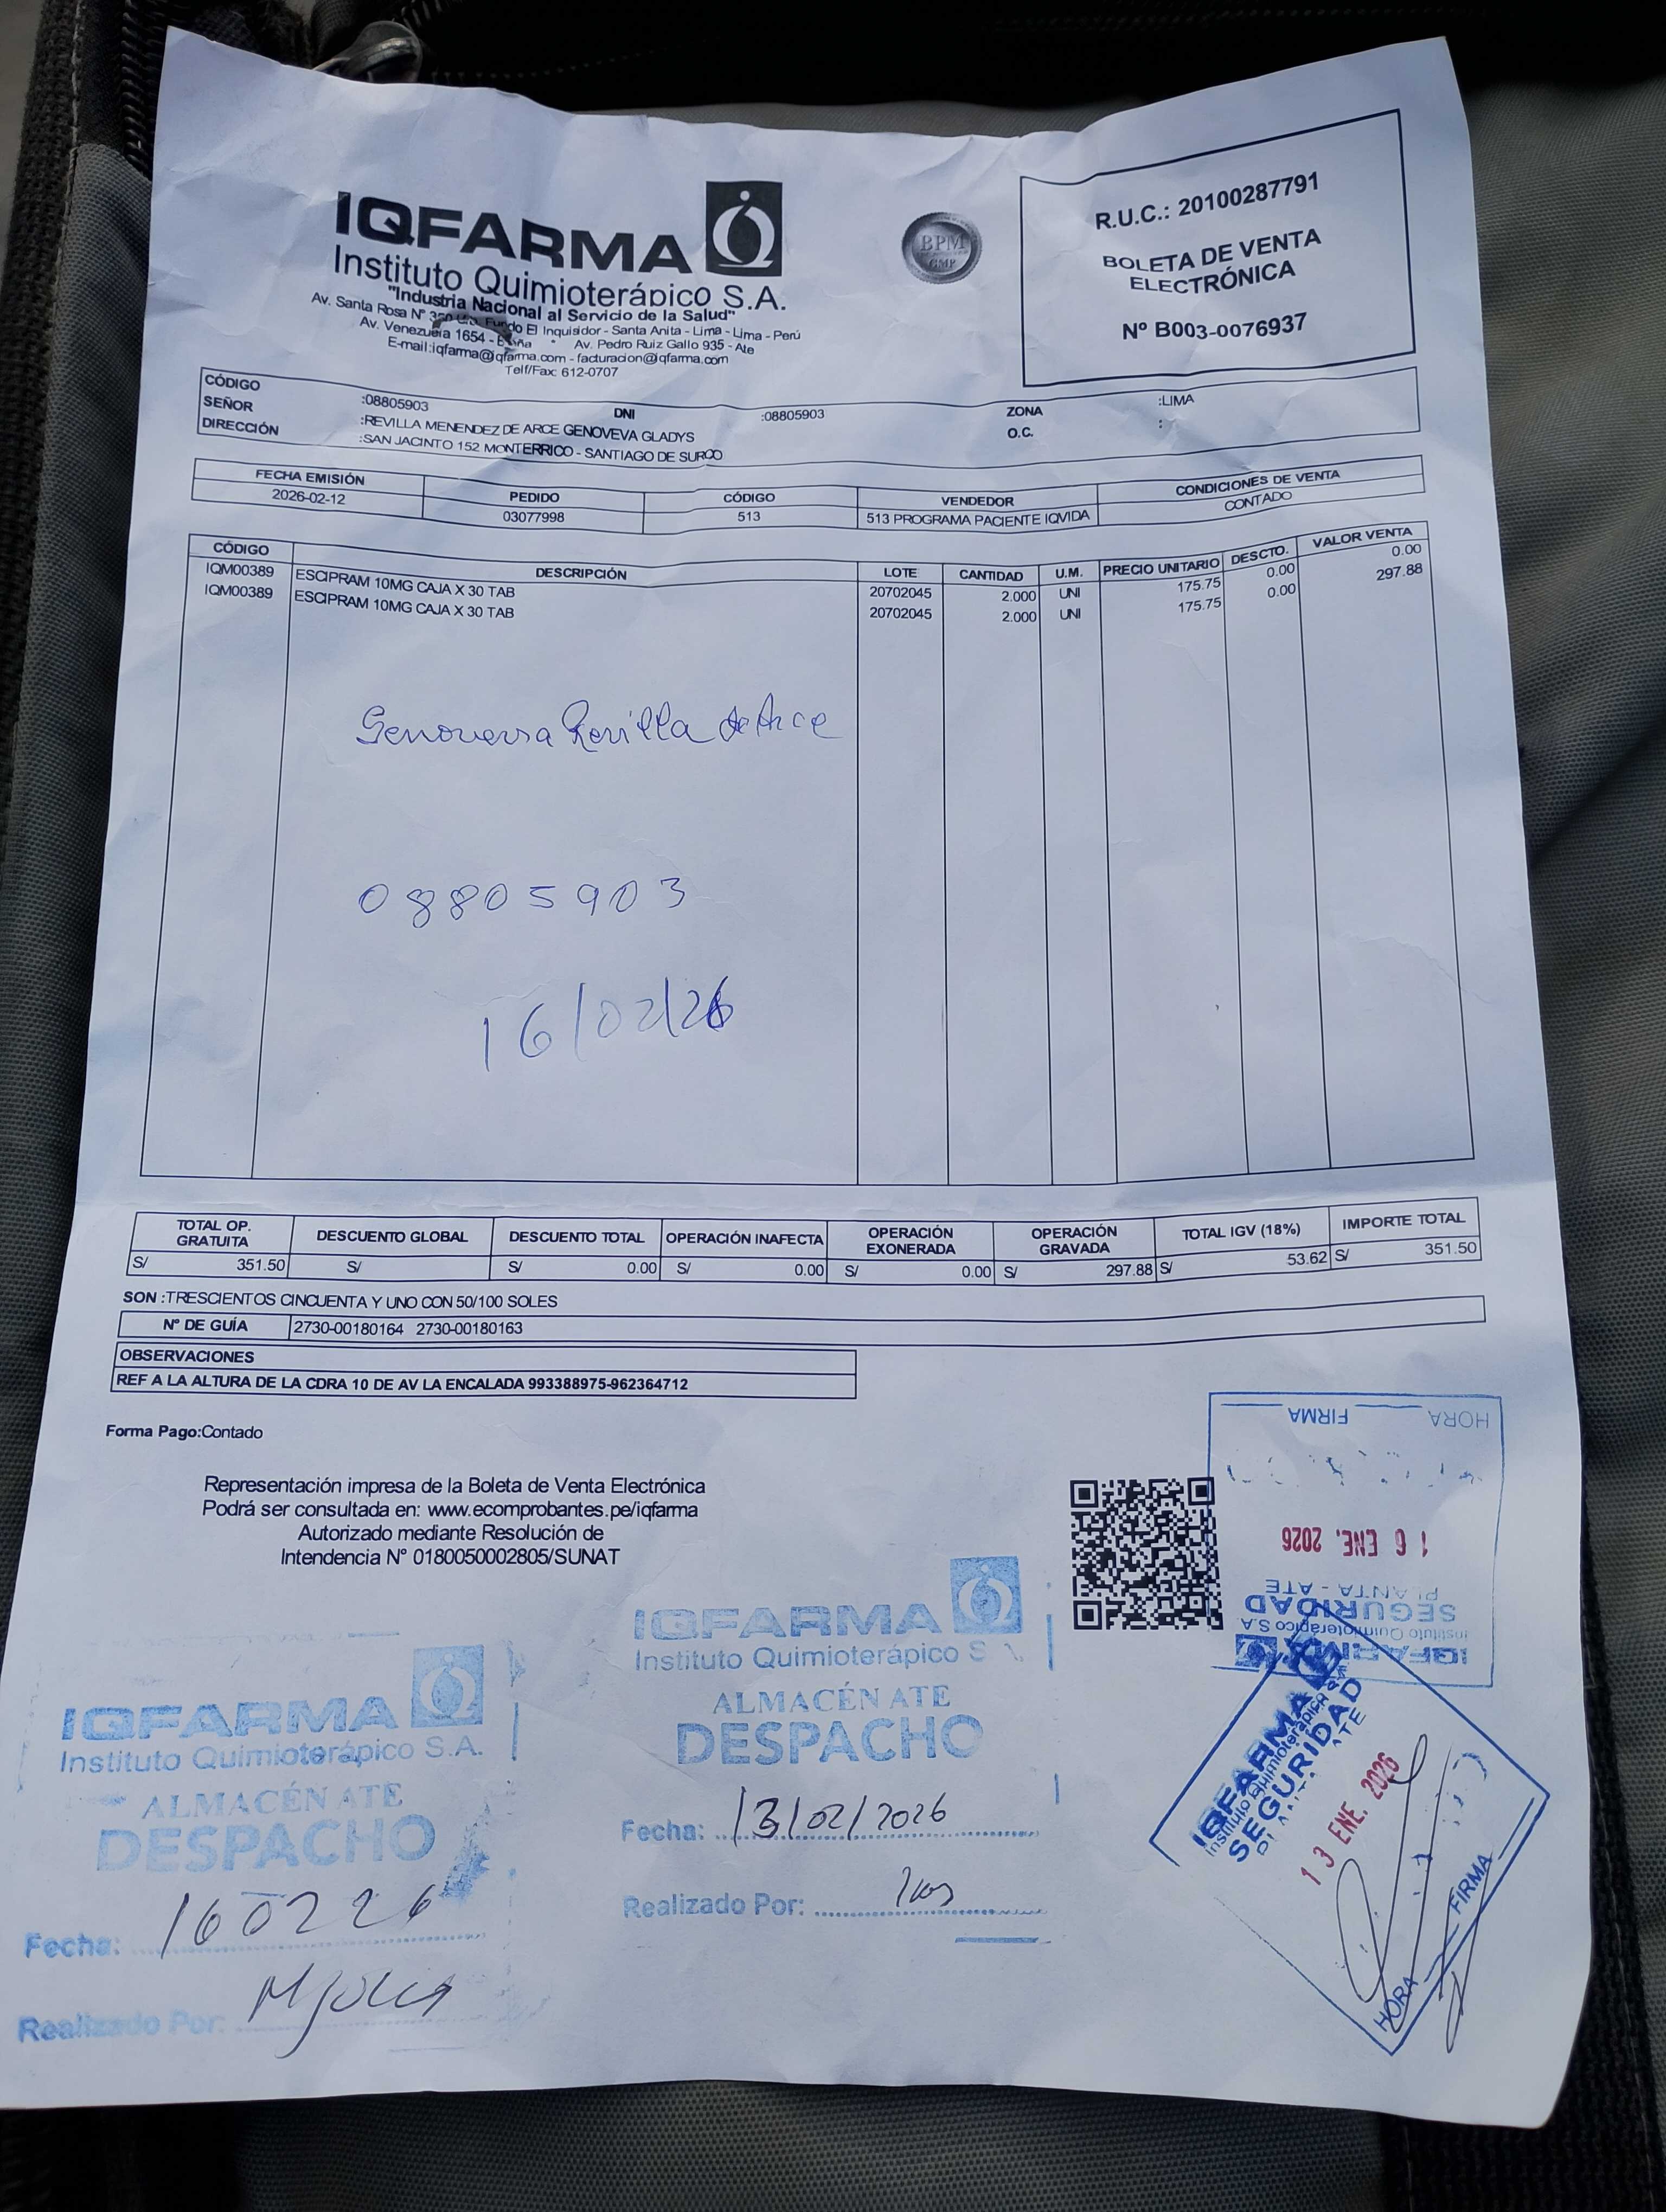 IQFARMA
Instituto Quimioterápico S.A.
"Industria Nacional al Servicio de la Salud"
Av. Santa Rosa Nº 350 Fundo El Inquisidor - Santa Anita - Lima - Lima - Perú
Av. Venezuela 1654 - Av. Pedro Ruiz Gallo 935 - Ate
E-mail:iqfarma@iqfarma.com - facturacion@iqfarma.com
Telf/Fax: 612-0707
BPM
GMP
R.U.C.: 20100287791
BOLETA DE VENTA
ELECTRÓNICA
Nº B003-0076937
CÓDIGO :08805903 DNI :08805903 ZONA :LIMA
SEÑOR :REVILLA MENENDEZ DE ARCE GENOVEVA GLADYS O.C. :
DIRECCIÓN :SAN JACINTO 152 MONTERRICO - SANTIAGO DE SURCO
FECHA EMISIÓN PEDIDO CÓDIGO VENDEDOR CONDICIONES DE VENTA
2026-02-12 03077998 513 513 PROGRAMA PACIENTE IQVIDA CONTADO
CÓDIGO DESCRIPCIÓN LOTE CANTIDAD U.M. PRECIO UNITARIO DESCTO. VALOR VENTA
IQM00389 ESCIPRAM 10MG CAJA X 30 TAB 20702045 2.000 UNI 175.75 0.00 0.00
IQM00389 ESCIPRAM 10MG CAJA X 30 TAB 20702045 2.000 UNI 175.75 0.00 297.88
Genoveva Revilla de Arce
08805903
16/02/26
TOTAL OP. GRATUITA DESCUENTO GLOBAL DESCUENTO TOTAL OPERACIÓN INAFECTA OPERACIÓN EXONERADA OPERACIÓN GRAVADA TOTAL IGV (18%) IMPORTE TOTAL
S/ 351.50 S/ S/ 0.00 S/ 0.00 S/ 0.00 S/ 297.88 S/ 53.62 S/ 351.50
SON :TRESCIENTOS CINCUENTA Y UNO CON 50/100 SOLES
Nº DE GUÍA 2730-00180164 2730-00180163
OBSERVACIONES
REF A LA ALTURA DE LA CDRA 10 DE AV LA ENCALADA 993388975-962364712
Forma Pago:Contado
Representación impresa de la Boleta de Venta Electrónica
Podrá ser consultada en: www.ecomprobantes.pe/iqfarma
Autorizado mediante Resolución de
Intendencia Nº 0180050002805/SUNAT
IQFARMA
Instituto Quimioterápico S.A.
SEGURIDAD
PLANTA - ATE
16 ENE. 2026
HORA FIRMA
IQFARMA
Instituto Quimioterápico S.A.
ALMACÉN ATE
DESPACHO
Fecha: 160226
Realizado Por:
IQFARMA
Instituto Quimioterápico S
ALMACÉN ATE
DESPACHO
Fecha: 13/02/2026
Realizado Por:
IQFARMA
Instituto Quimioterápico
SEGURIDAD
ATE
13 ENE. 2026
HORA FIRMA